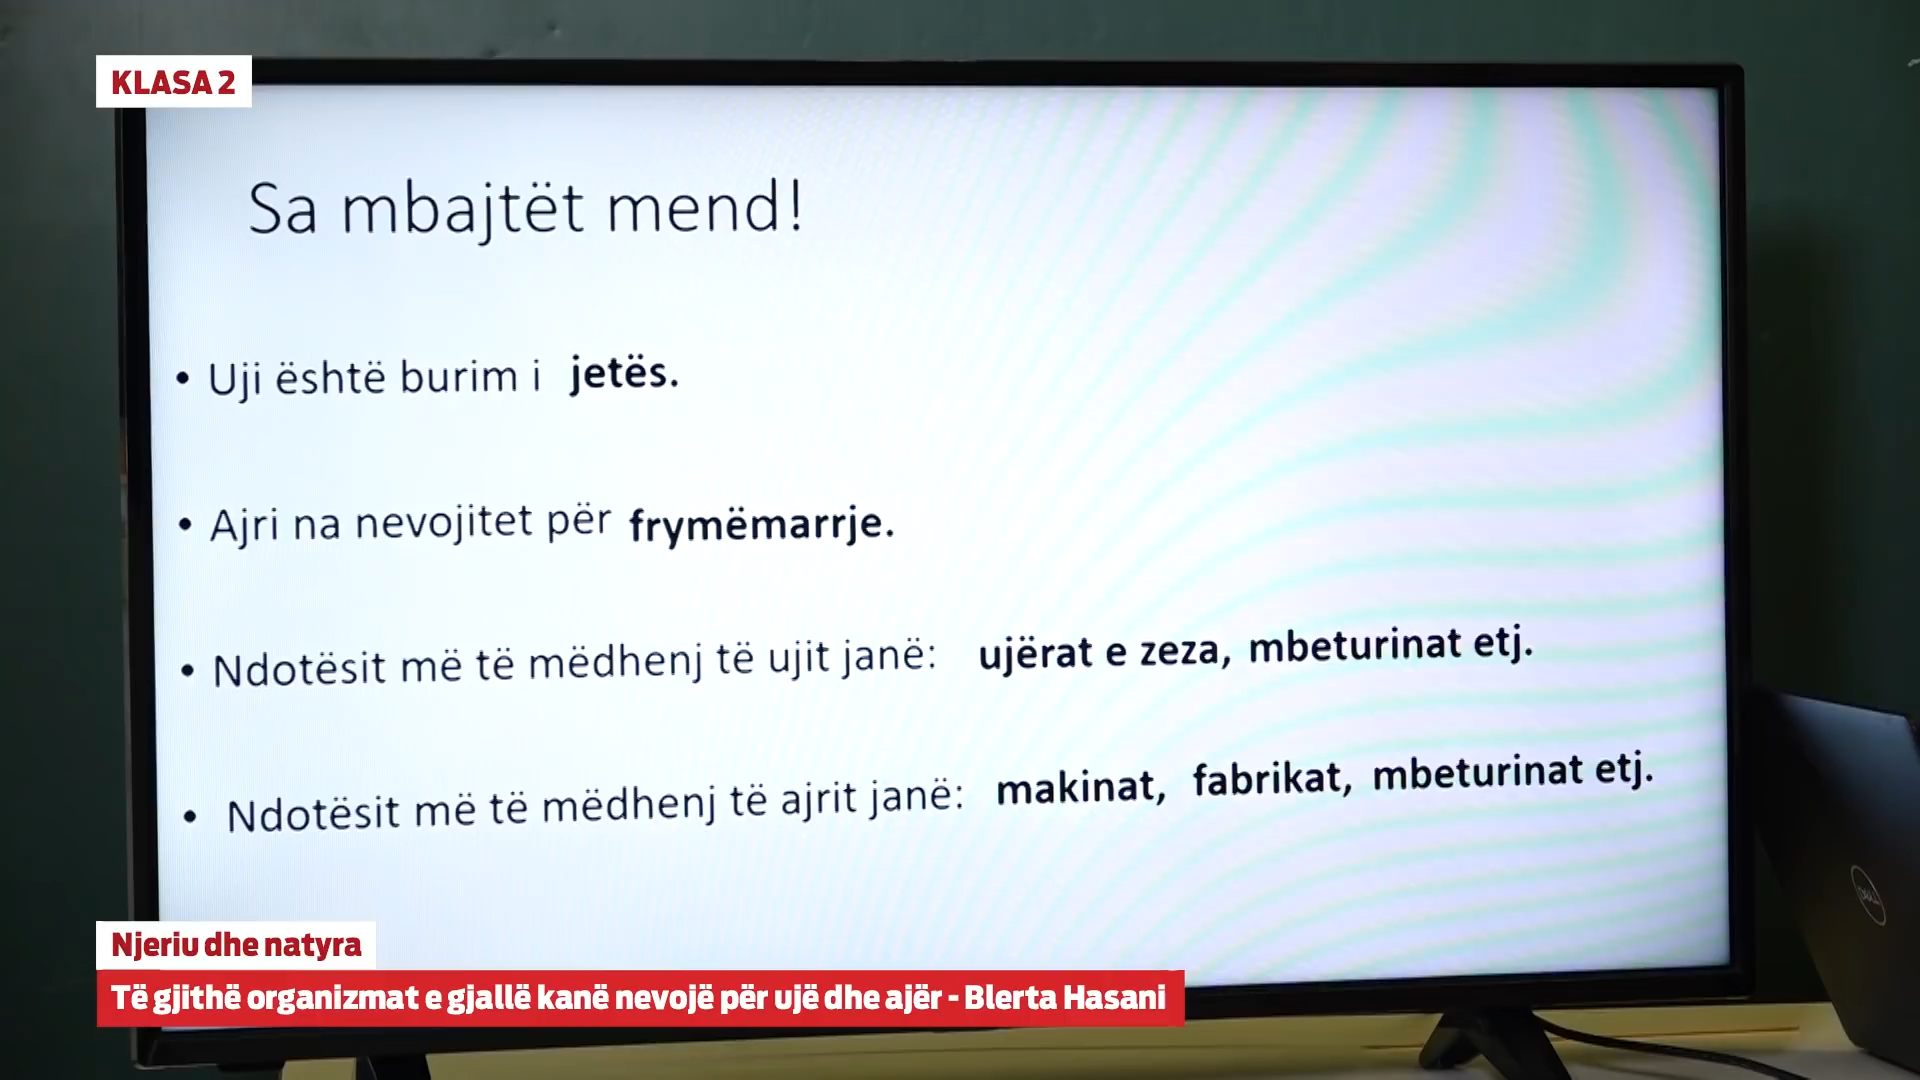 KLASA 2
Sa mbajtët mend!
• Uji është burim i jetës.
• Ajri na nevojitet për frymëmarrje.
• Ndotësit më të mëdhenj të ujit janë: ujërat e zeza, mbeturinat etj.
• Ndotësit më të mëdhenj të ajrit janë: makinat, fabrikat, mbeturinat etj.
DELL
Njeriu dhe natyra
Të gjithë organizmat e gjallë kanë nevojë për ujë dhe ajër - Blerta Hasani